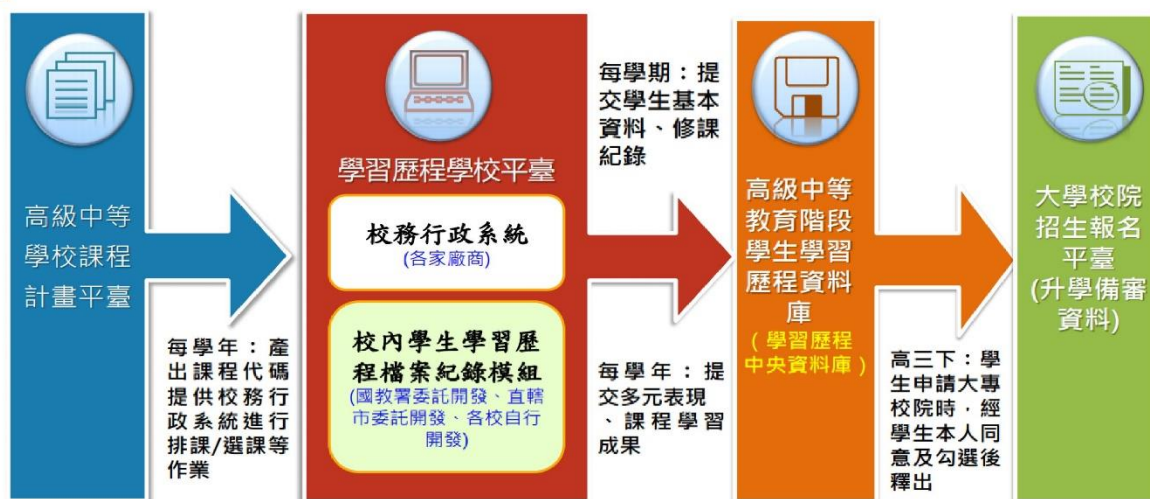 高級中等
學校課程
計畫平臺
每學年：產
出課程代碼
提供校務行
政系統進行
排課/選課等
作業
學習歷程學校平臺
校務行政系統
(各家廠商)
校內學生學習歷
程檔案紀錄模組
(國教署委託開發、直轄
市委託開發、各校自行
開發)
每學期：提
交學生基本
資料、修課
紀錄
每學年：提
交多元表現
、課程學習
成果
高級中等
教育階段
學生學習
歷程資料
庫
(學習歷程
中央資料庫)
高三下：學
生申請大專
校院時，經
學生本人同
意及勾選後
釋出
大學校院
招生報名
平臺
(升學備審
資料)